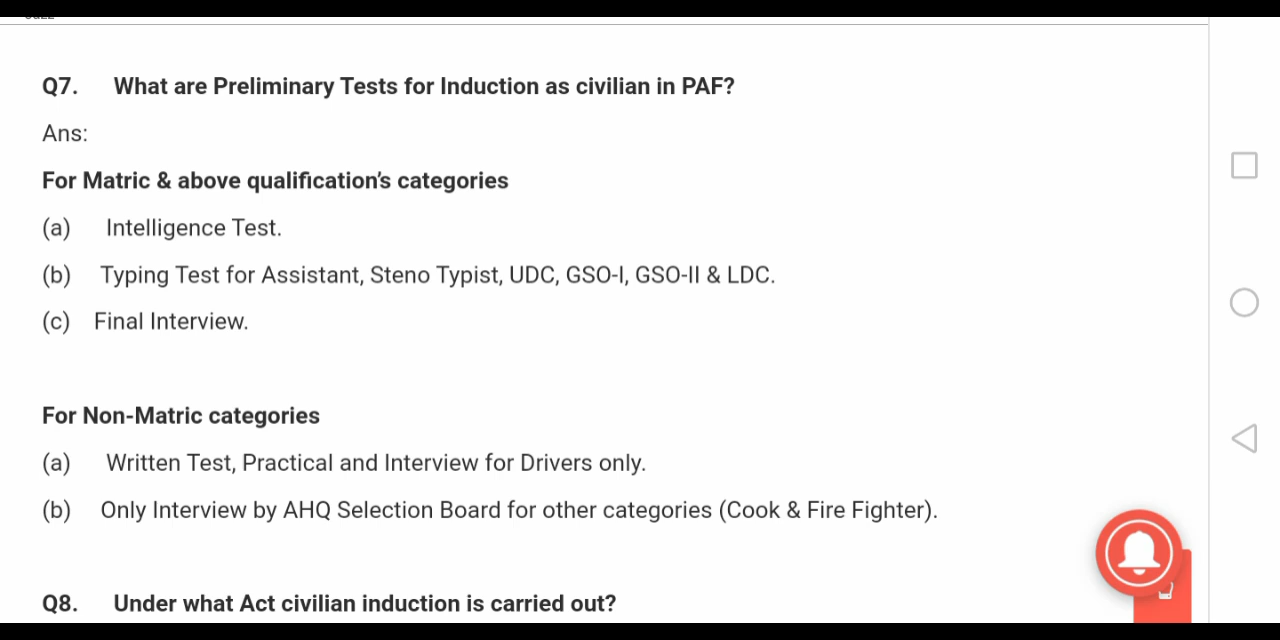 Q7. What are Preliminary Tests for Induction as civilian in PAF?
Ans:
For Matric & above qualification's categories
(a) Intelligence Test.
(b) Typing Test for Assistant, Steno Typist, UDC, GSO-I, GSO-II & LDC.
(c) Final Interview.
For Non-Matric categories
(a) Written Test, Practical and Interview for Drivers only.
(b) Only Interview by AHQ Selection Board for other categories (Cook & Fire Fighter).
Q8. Under what Act civilian induction is carried out?